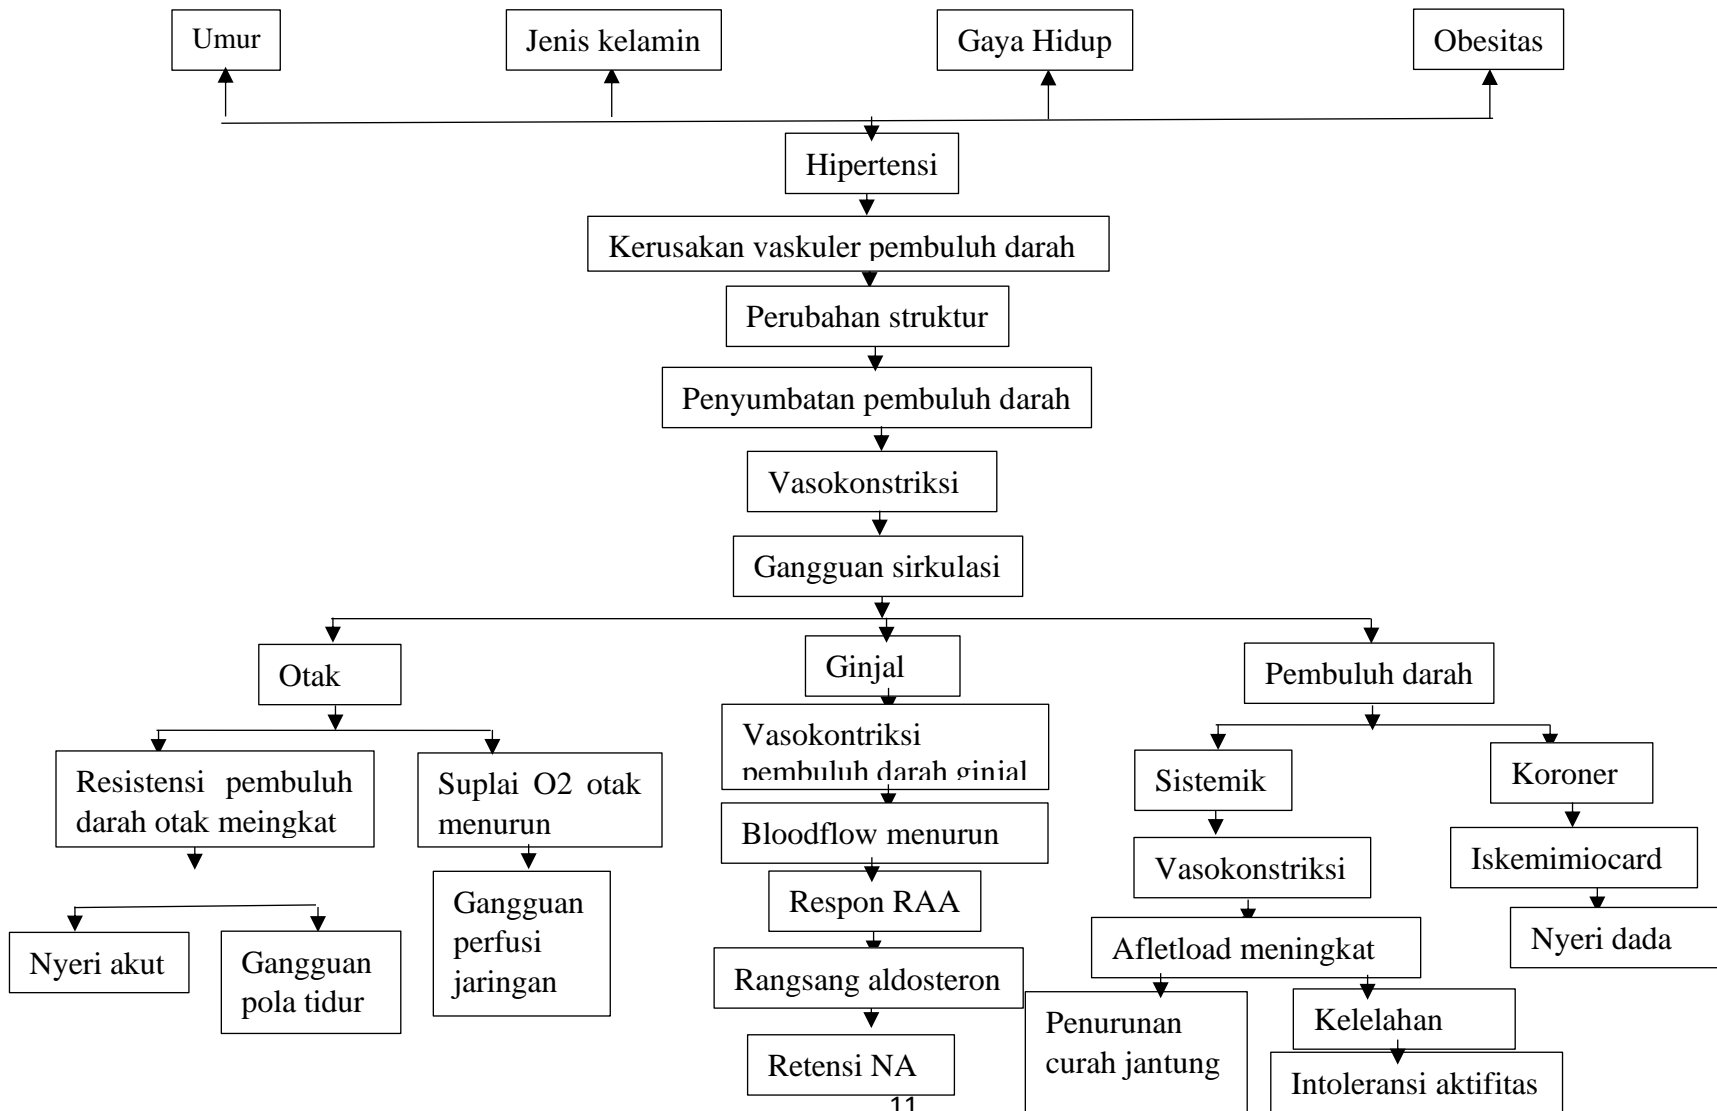 Umur
Jenis kelamin
Gaya Hidup
Obesitas
Hipertensi
Kerusakan vaskuler pembuluh darah
Perubahan struktur
Penyumbatan pembuluh darah
Vasokonstriksi
Gangguan sirkulasi
Otak
Ginjal
Pembuluh darah
Resistensi pembuluh
darah otak meingkat
Suplai O2 otak
menurun
Vasokontriksi
pembuluh darah ginjal
Sistemik
Koroner
Bloodflow menurun
Vasokonstriksi
Iskemimiocard
Nyeri akut
Gangguan
pola tidur
Gangguan
perfusi
jaringan
Respon RAA
Afletload meningkat
Nyeri dada
Rangsang aldosteron
Penurunan
curah jantung
Kelelahan
Retensi NA
Intoleransi aktifitas
11